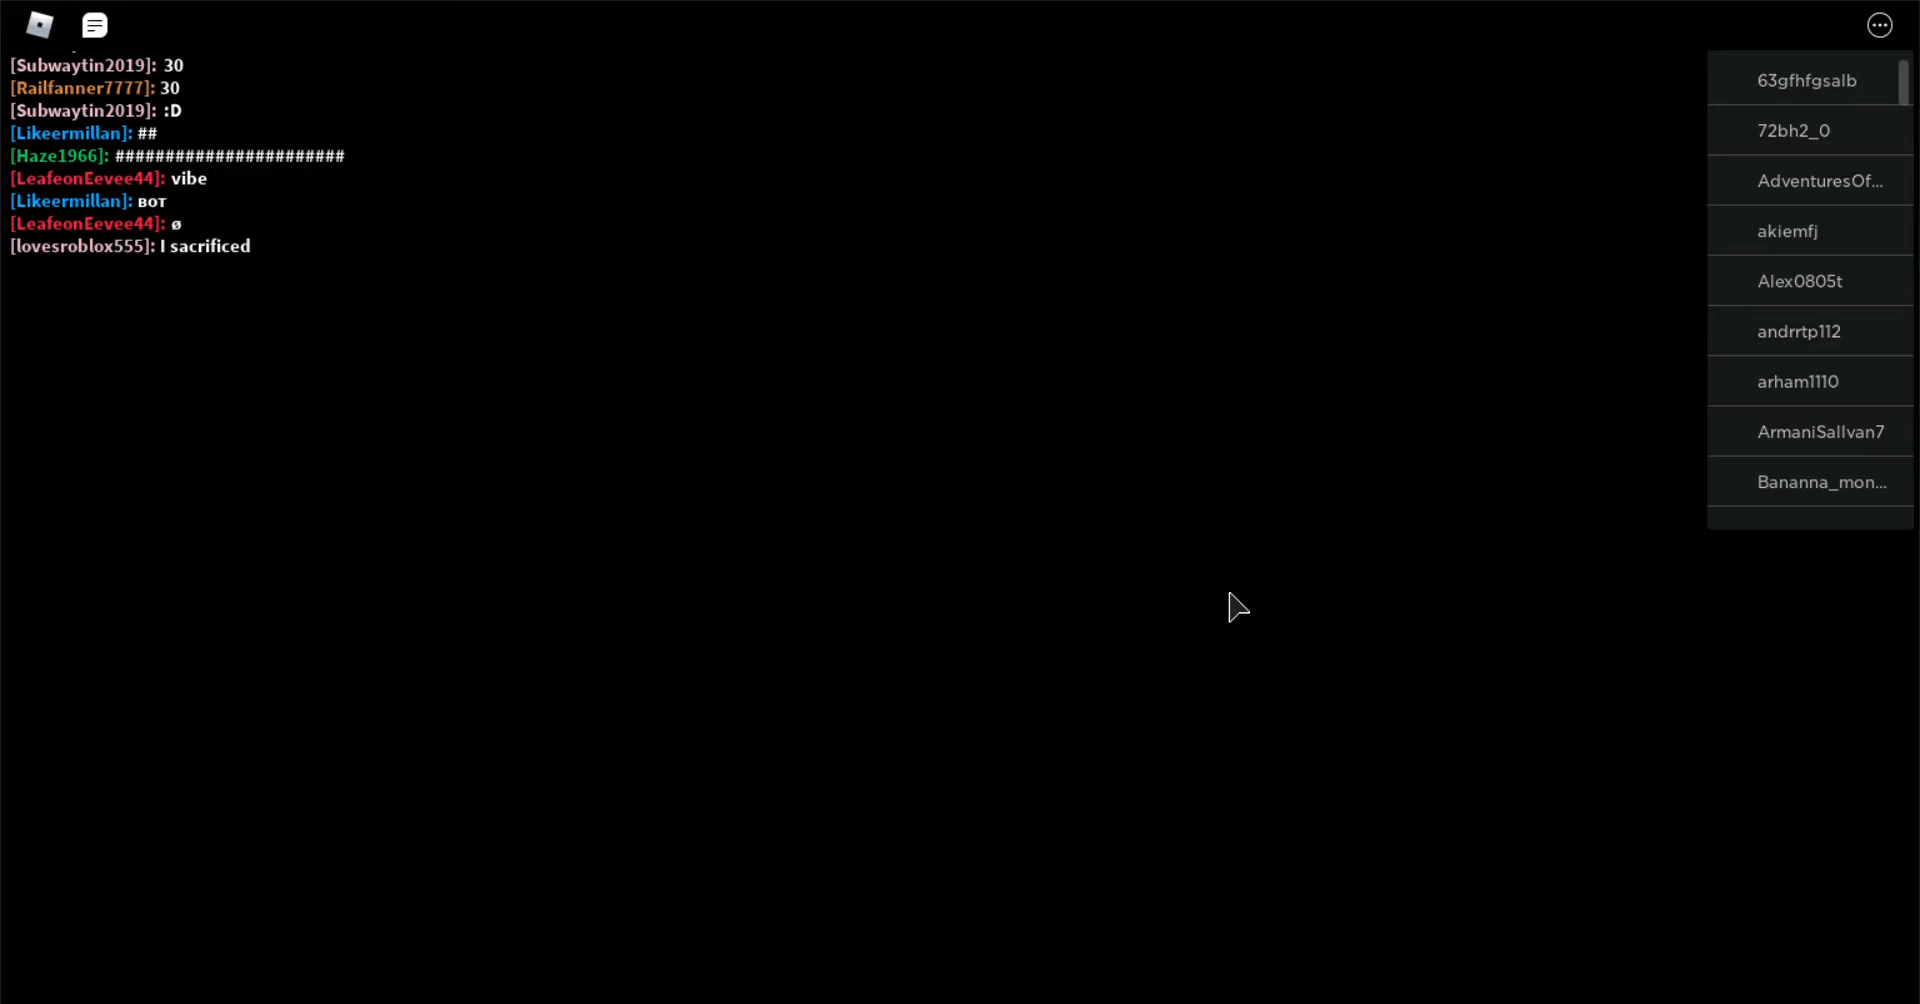 [Subwaytin2019]: 30
[Railfanner7777]: 30
[Subwaytin2019]: :D
[Likeermillan]: ##
[Haze1966]: #######################
[LeafeonEevee44]: vibe
[Likeermillan]: вот
[LeafeonEevee44]: ø
[lovesroblox555]: I sacrificed
63gfhfgsalb
72bh2_0
AdventuresOf...
akiemfj
Alex0805t
andrrtp112
arham1110
ArmaniSallvan7
Bananna_mon...